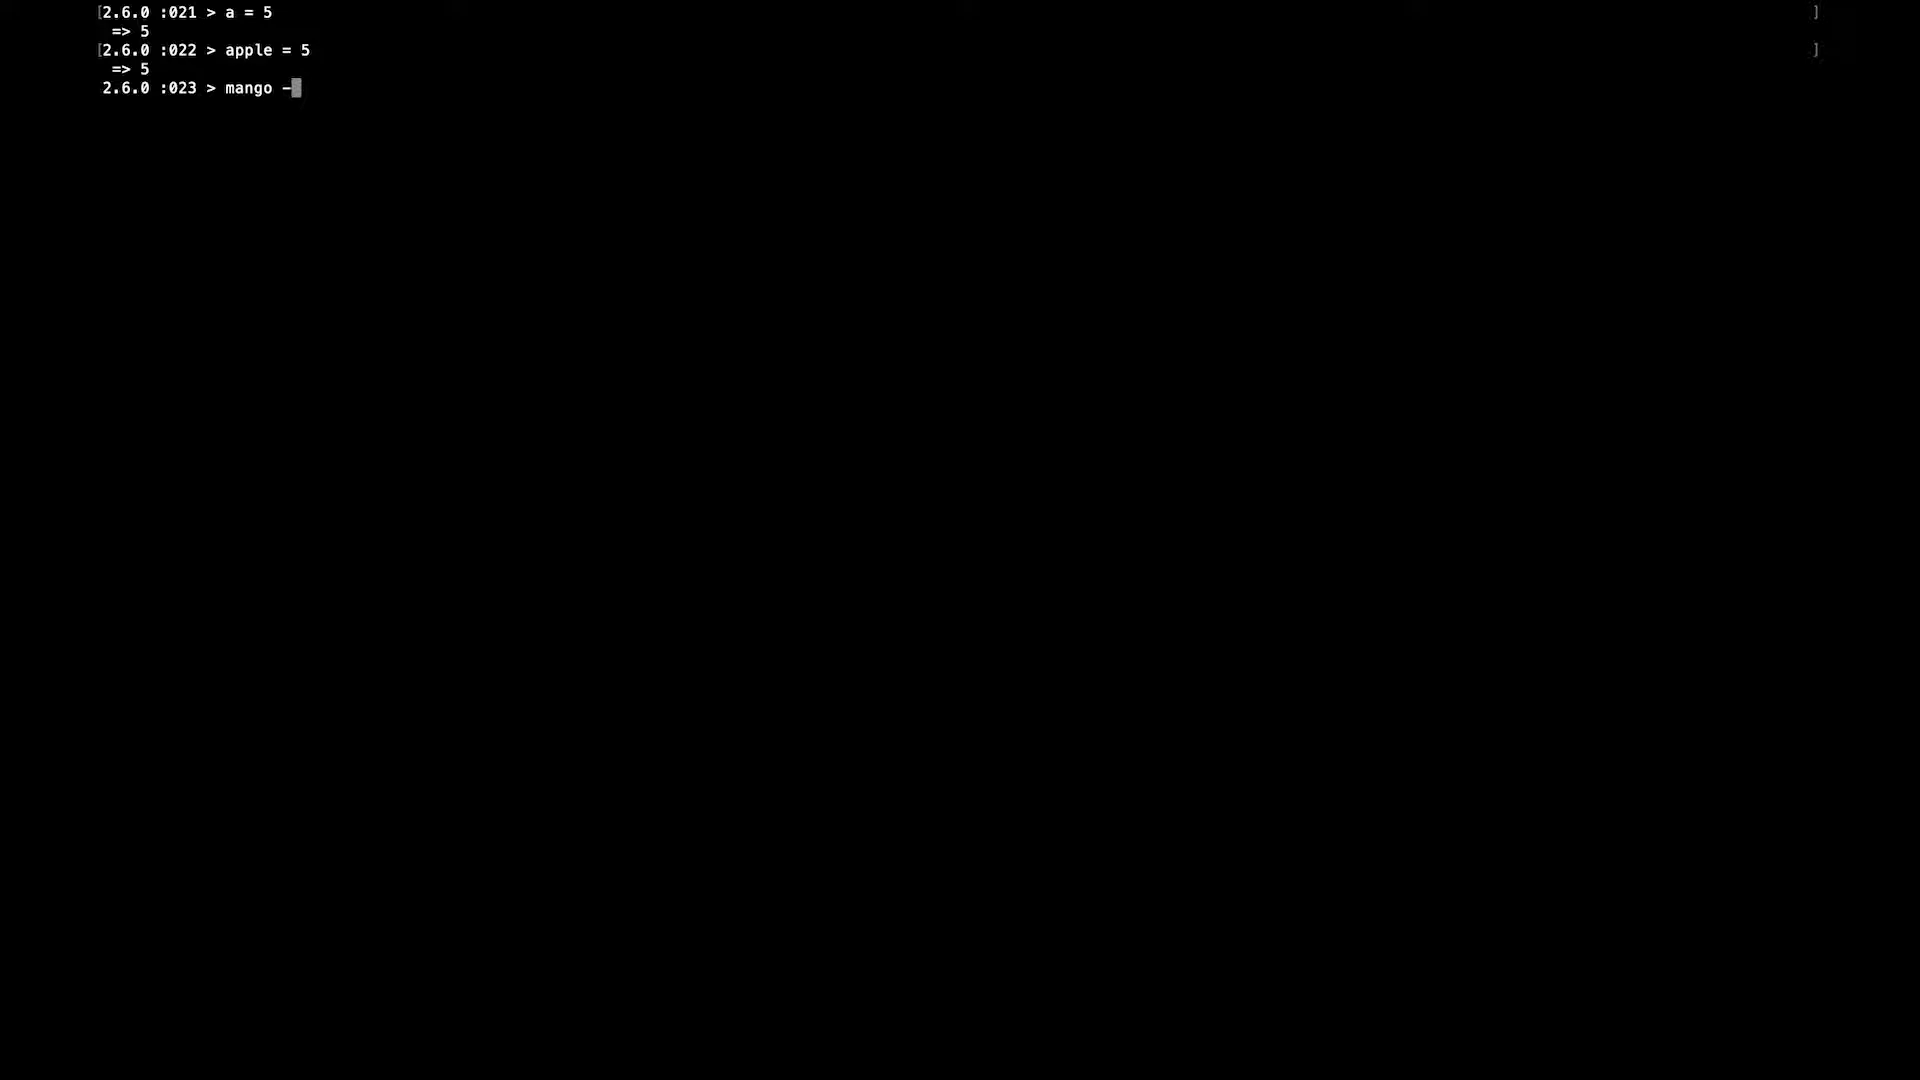 [2.6.0 :021 > a = 5 ]
=> 5
[2.6.0 :022 > apple = 5 ]
=> 5
2.6.0 :023 > mango -